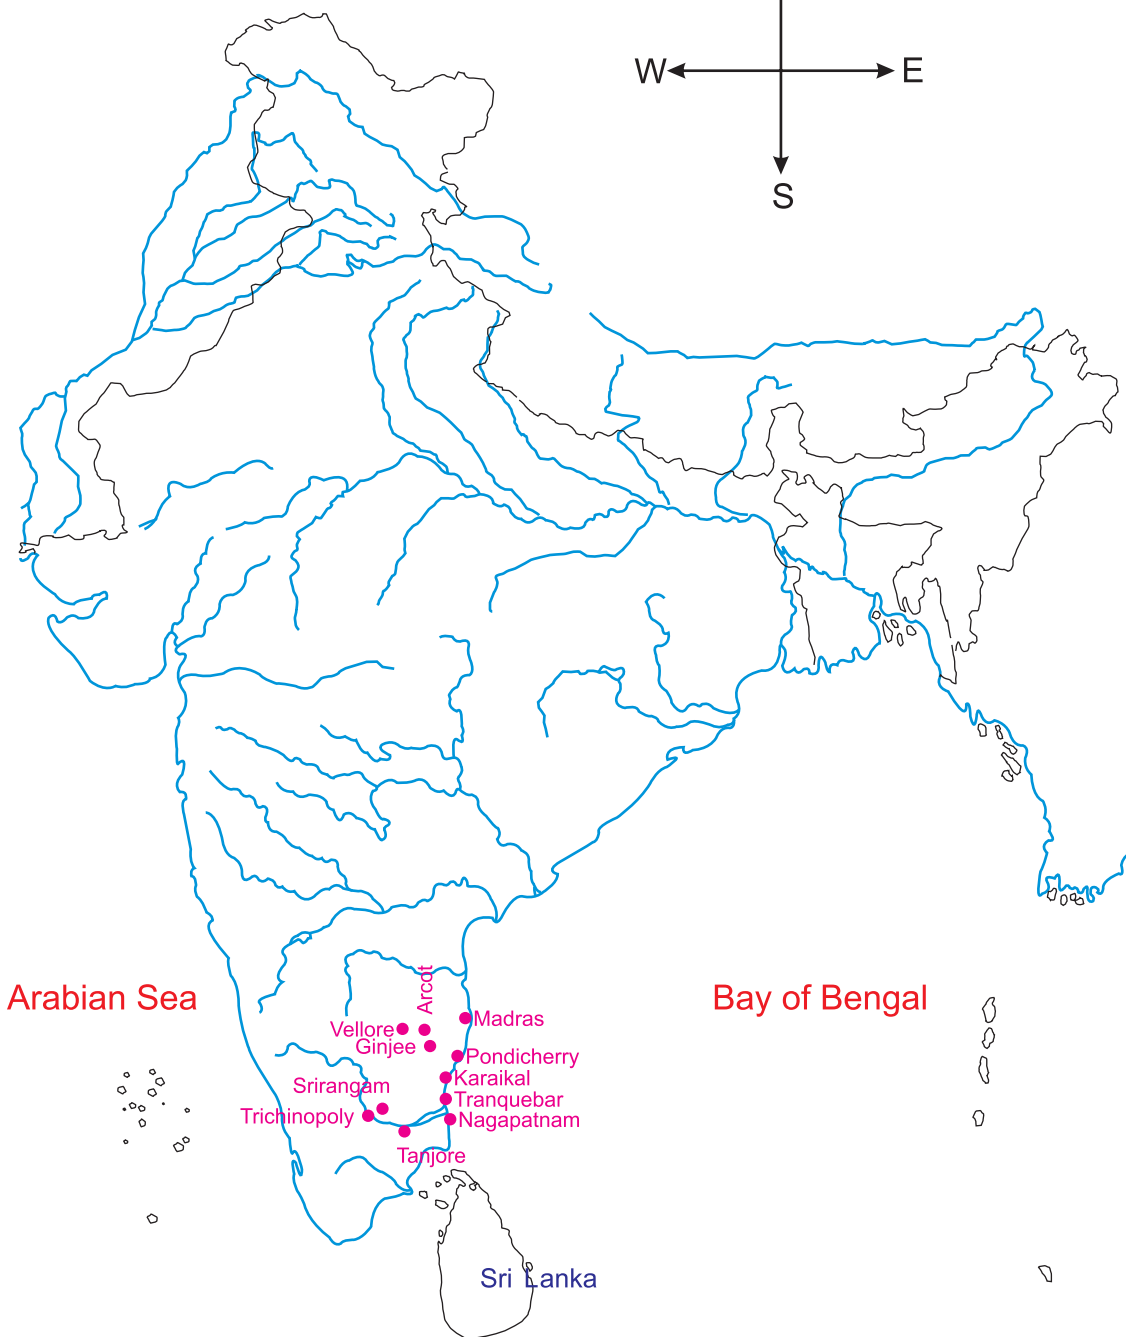 W
E
S
Arabian Sea
Bay of Bengal
Arcot
Madras
Vellore
Ginjee
Pondicherry
Karaikal
Srirangam
Tranquebar
Trichinopoly
Nagapatnam
Tanjore
Sri Lanka